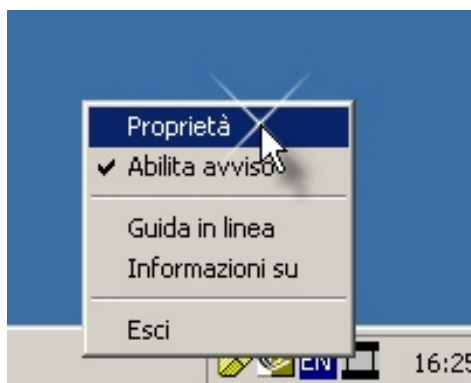 Proprietà
Abilita avviso
Guida in linea
Informazioni su
Esci
EN
16:25